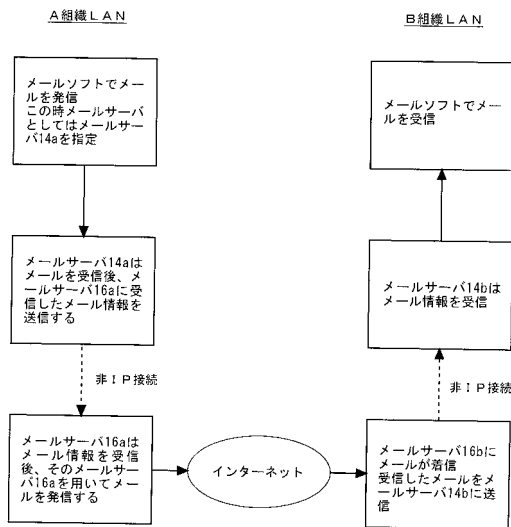 A組織LAN
メールソフトでメー
ルを発信
この時メールサーバ
としてはメールサー
バ14aを指定
メールサーバ14aは
メールを受信後、メー
ルサーバ16aに受
信したメール情報を
送信する
非IP接続
メールサーバ16aは
メール情報を受信
後、そのメールサー
バ16aを用いてメー
ルを発信する
インターネット
B組織LAN
メールソフトでメー
ルを受信
メールサーバ14bは
メール情報を受信
非IP接続
メールサーバ16bに
メールが着信
受信したメールをメ
ールサーバ14bに送
信